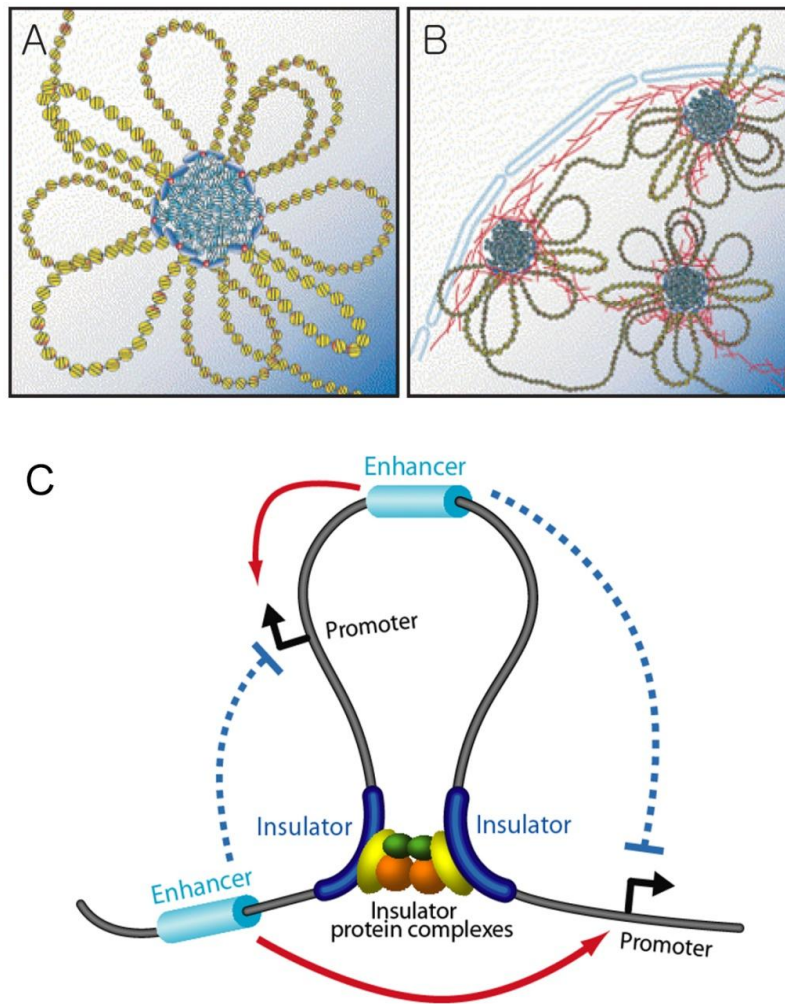 A
B
C
Enhancer
Promoter
Insulator
Insulator
Enhancer
Insulator
protein complexes
Promoter